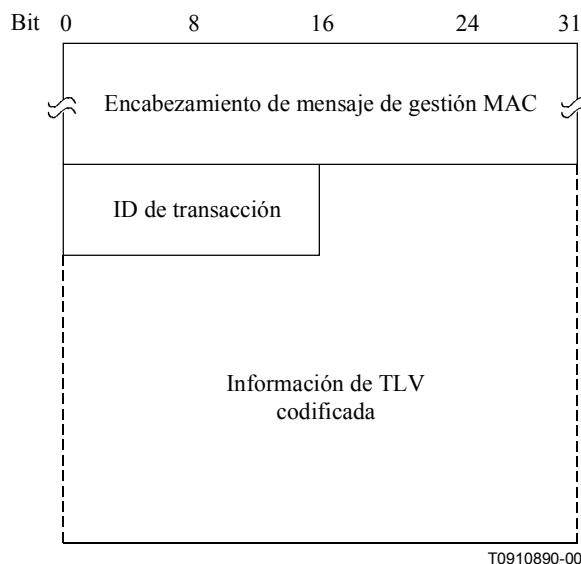 Bit 0 8 16 24 31
Encabezamiento de mensaje de gestión MAC
ID de transacción
Información de TLV
codificada
T0910890-00